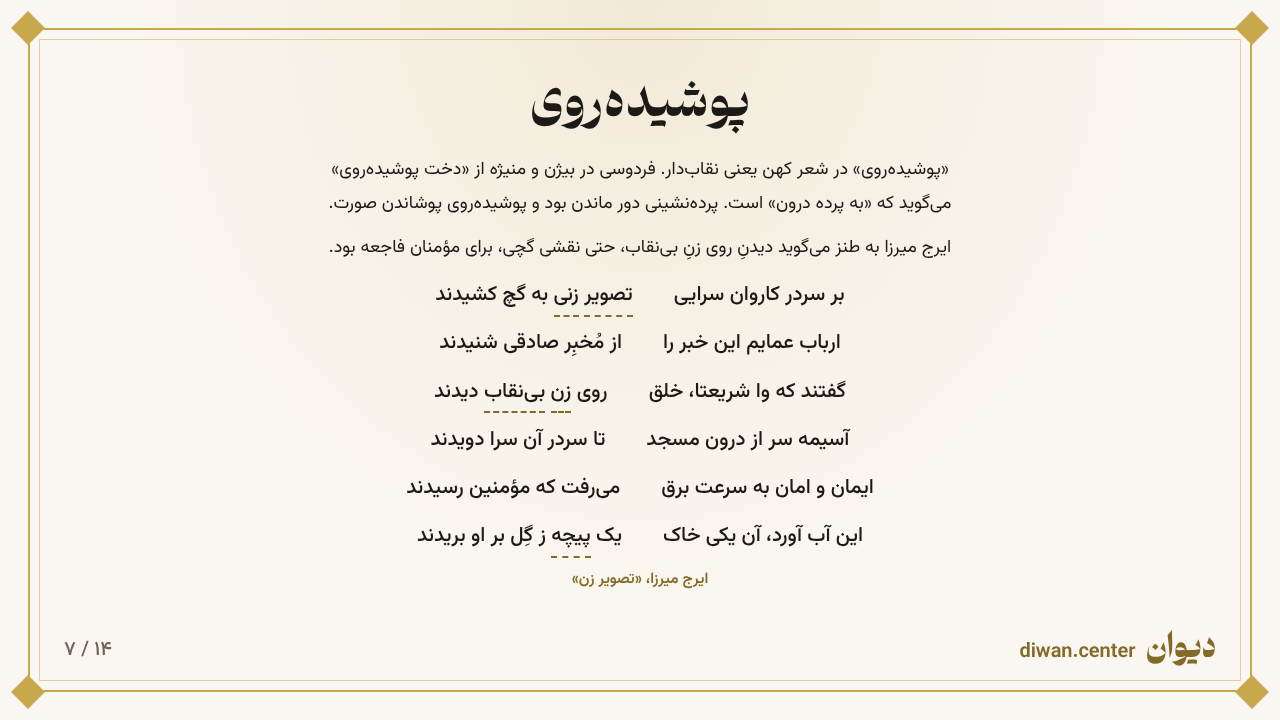 پوشیده‌روی
«پوشیده‌روی» در شعر کهن یعنی نقاب‌دار. فردوسی در بیژن و منیژه از «دخت پوشیده‌روی»
می‌گوید که «به پرده درون» است. پرده‌نشینی دور ماندن بود و پوشیده‌روی پوشاندن صورت.
ایرج میرزا به طنز می‌گوید دیدنِ روی زنِ بی‌نقاب، حتی نقشی گچی، برای مؤمنان فاجعه بود.
بر سردر کاروان سرایی تصویر زنی به گچ کشیدند
ارباب عمایم این خبر را از مُخبِر صادقی شنیدند
گفتند که وا شریعتا، خلق روی زن بی‌نقاب دیدند
آسیمه سر از درون مسجد تا سردر آن سرا دویدند
ایمان و امان به سرعت برق می‌رفت که مؤمنین رسیدند
این آب آورد، آن یکی خاک یک پیچه ز گِل بر او بریدند
ایرج میرزا، «تصویر زن»
دیوان diwan.center
۷ / ۱۴